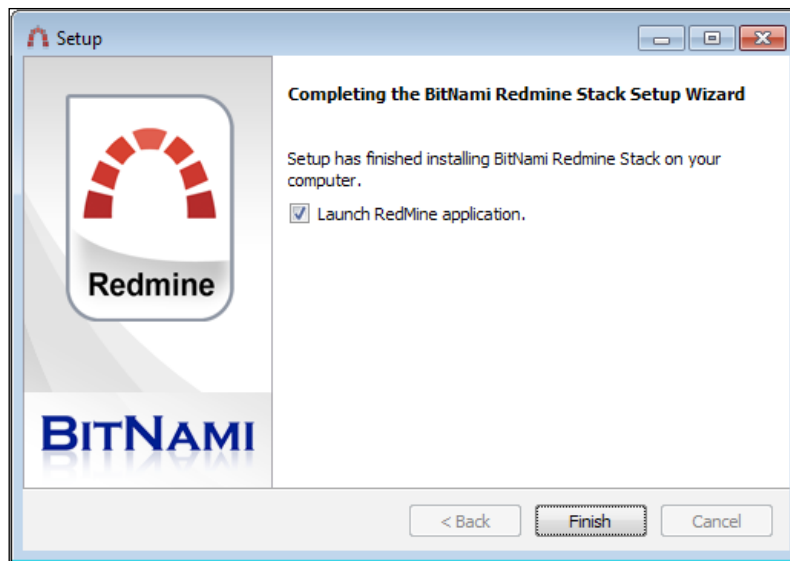 Setup
Completing the BitNami Redmine Stack Setup Wizard
Setup has finished installing BitNami Redmine Stack on your
computer.
Launch RedMine application.
Redmine
BITNAMI
< Back
Finish
Cancel